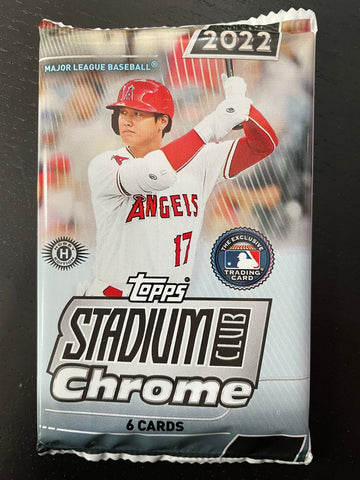 2022
MAJOR LEAGUE BASEBALL®
A
ANGELS
17
H
THE EXCLUSIVE
TRADING
CARD
topps®
STADIUM
CLUB
Chrome
6 CARDS